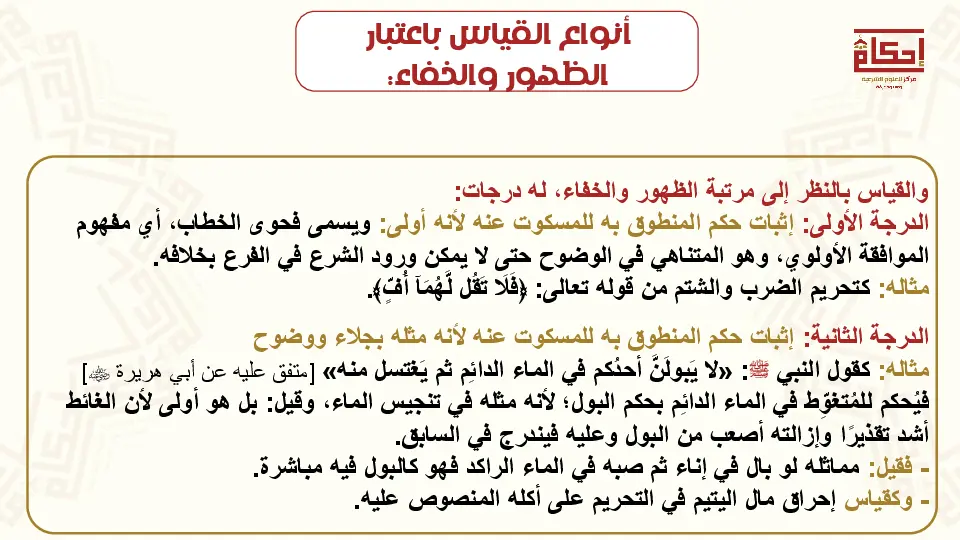 أنواع القياس باعتبار
الظهور والخفاء:
إحكام
مركز للعلوم الشرعية
والقياس بالنظر إلى مرتبة الظهور والخفاء، له درجات:
الدرجة الأولى: إثبات حكم المنطوق به للمسكوت عنه لأنه أولى: ويسمى فحوى الخطاب، أي مفهوم
الموافقة الأولوي، وهو المتناهي في الوضوح حتى لا يمكن ورود الشرع في الفرع بخلافه.
مثاله: كتحريم الضرب والشتم من قوله تعالى: ﴿فَلَا تَقُل لَّهُمَآ أُفّٖ﴾.
الدرجة الثانية: إثبات حكم المنطوق به للمسكوت عنه لأنه مثله بجلاء ووضوح
مثاله: كقول النبي ﷺ: «لا يَبولَنَّ أحدُكم في الماء الدائِم ثم يَغتسل منه» [متفق عليه عن أبي هريرة ﵁]
فيُحكم للمُتغوِّط في الماء الدائِم بحكم البول؛ لأنه مثله في تنجيس الماء، وقيل: بل هو أولى لأن الغائط
أشد تقذيرًا وإزالته أصعب من البول وعليه فيندرج في السابق.
- فقيل: مماثله لو بال في إناء ثم صبه في الماء الراكد فهو كالبول فيه مباشرة.
- وكقياس إحراق مال اليتيم في التحريم على أكله المنصوص عليه.